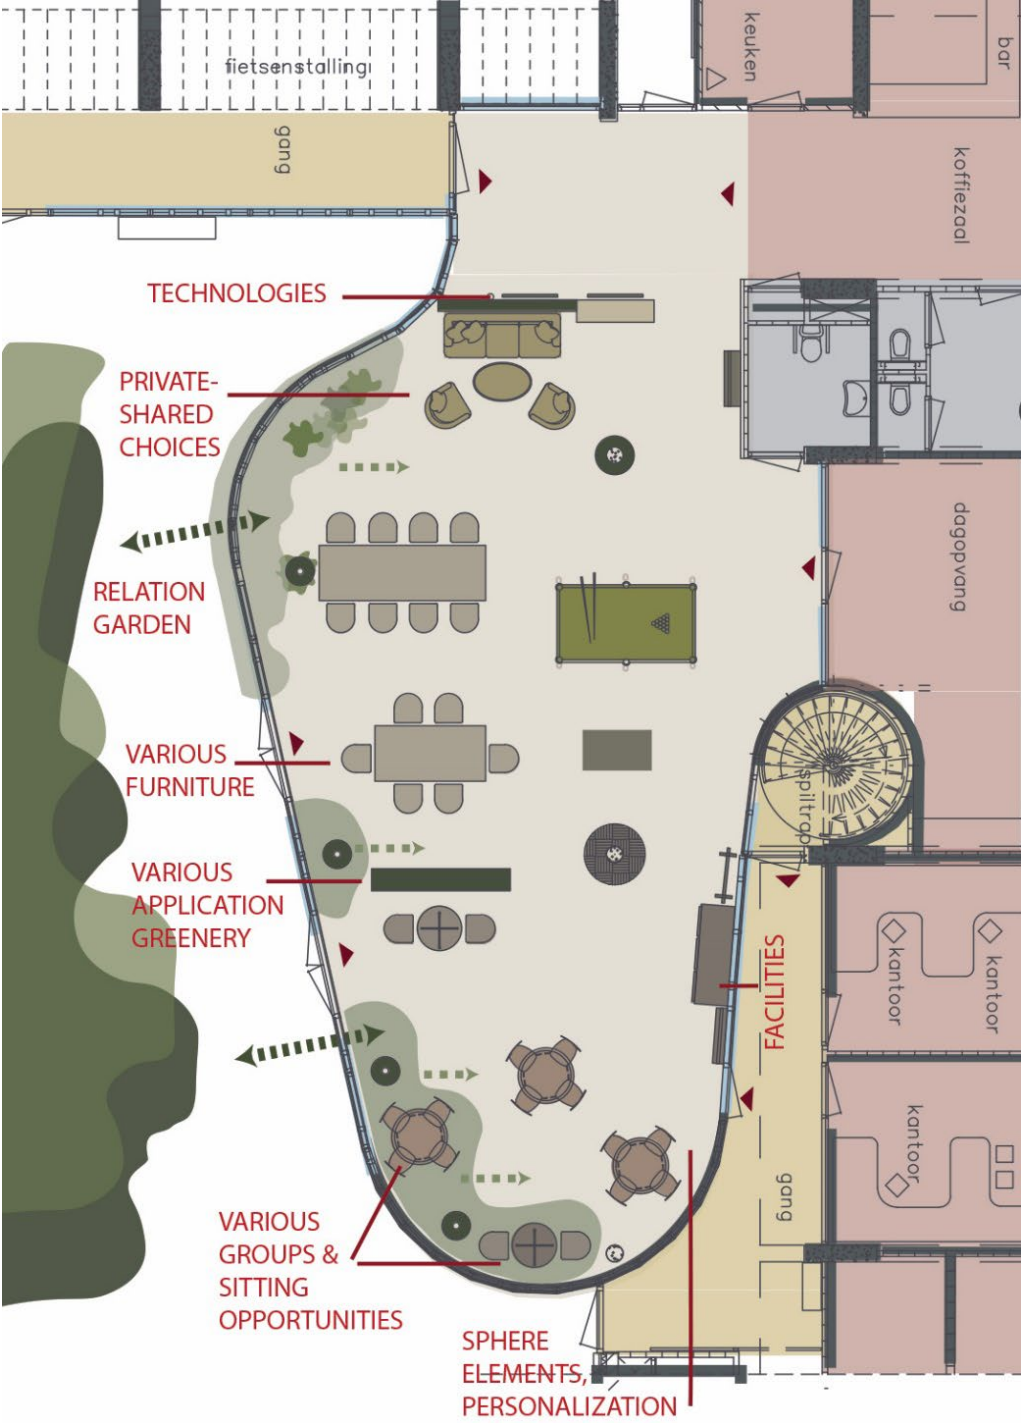 keuken
bar
fietsenstalling
gang
koffiezaal
TECHNOLOGIES
PRIVATE-
SHARED
CHOICES
dagopvang
RELATION
GARDEN
VARIOUS
FURNITURE
spiltrap
VARIOUS
APPLICATION
GREENERY
FACILITIES
kantoor
kantoor
kantoor
gang
VARIOUS
GROUPS &
SITTING
OPPORTUNITIES
SPHERE
ELEMENTS,
PERSONALIZATION